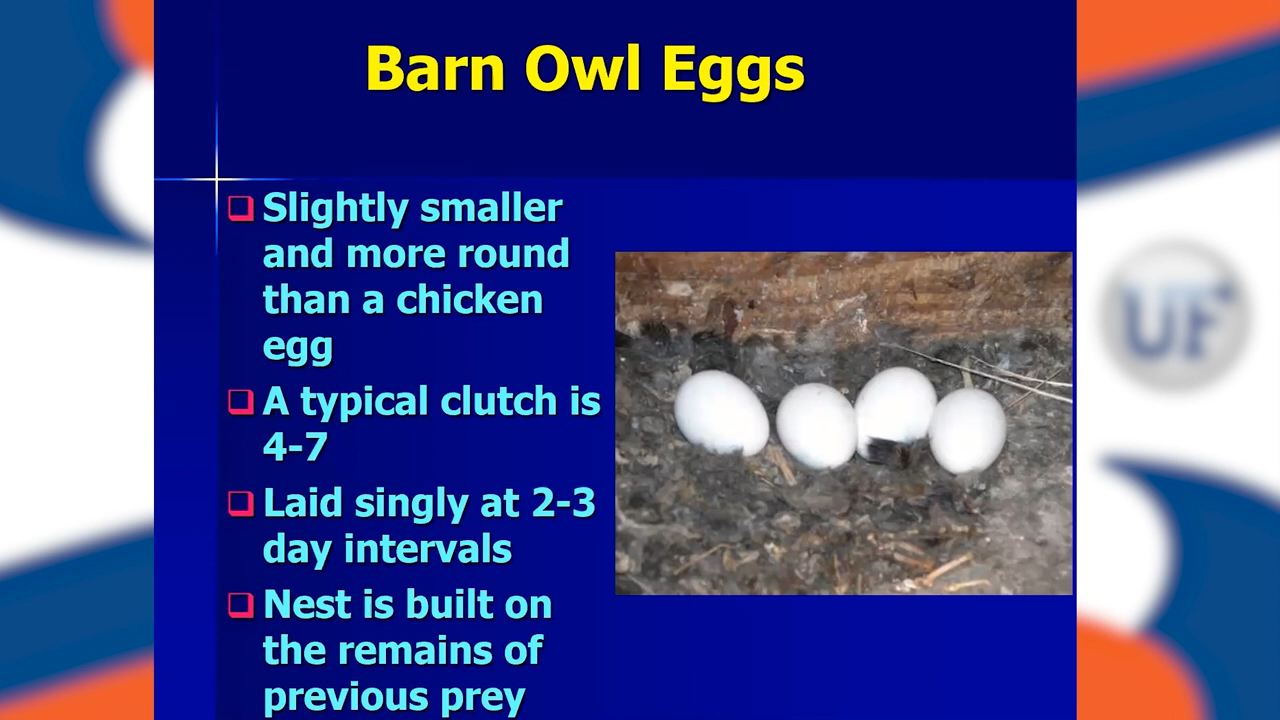 Barn Owl Eggs
Slightly smaller
and more round
than a chicken
egg
A typical clutch is
4-7
Laid singly at 2-3
day intervals
Nest is built on
the remains of
previous prey
UF